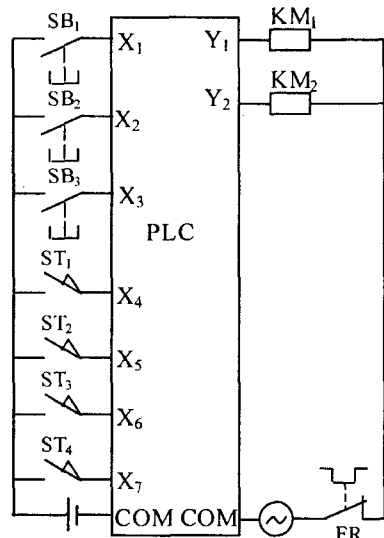 SB₁
X₁
SB₂
X₂
SB₃
X₃
ST₁
X₄
ST₂
X₅
ST₃
X₆
ST₄
X₇
COM
PLC
Y₁
KM₁
Y₂
KM₂
COM
FR